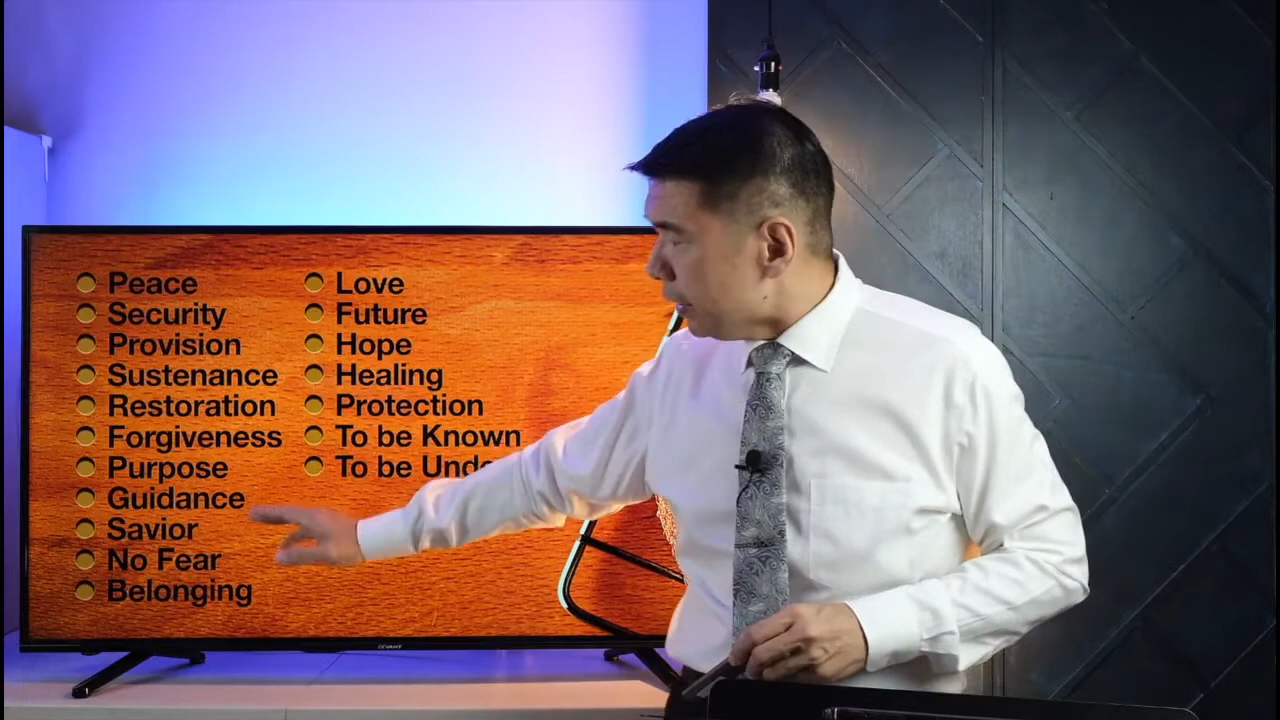 Peace
Security
Provision
Sustenance
Restoration
Forgiveness
Purpose
Guidance
Savior
No Fear
Belonging
Love
Future
Hope
Healing
Protection
To be Known
To be